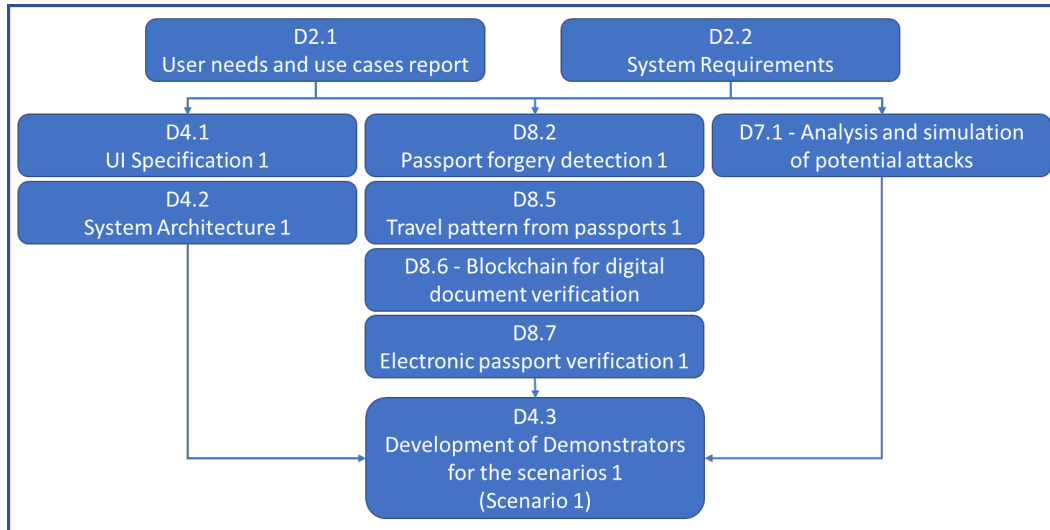 D2.1
User needs and use cases report
D2.2
System Requirements
D4.1
UI Specification 1
D8.2
Passport forgery detection 1
D7.1 - Analysis and simulation
of potential attacks
D4.2
System Architecture 1
D8.5
Travel pattern from passports 1
D8.6 - Blockchain for digital
document verification
D8.7
Electronic passport verification 1
D4.3
Development of Demonstrators
for the scenarios 1
(Scenario 1)